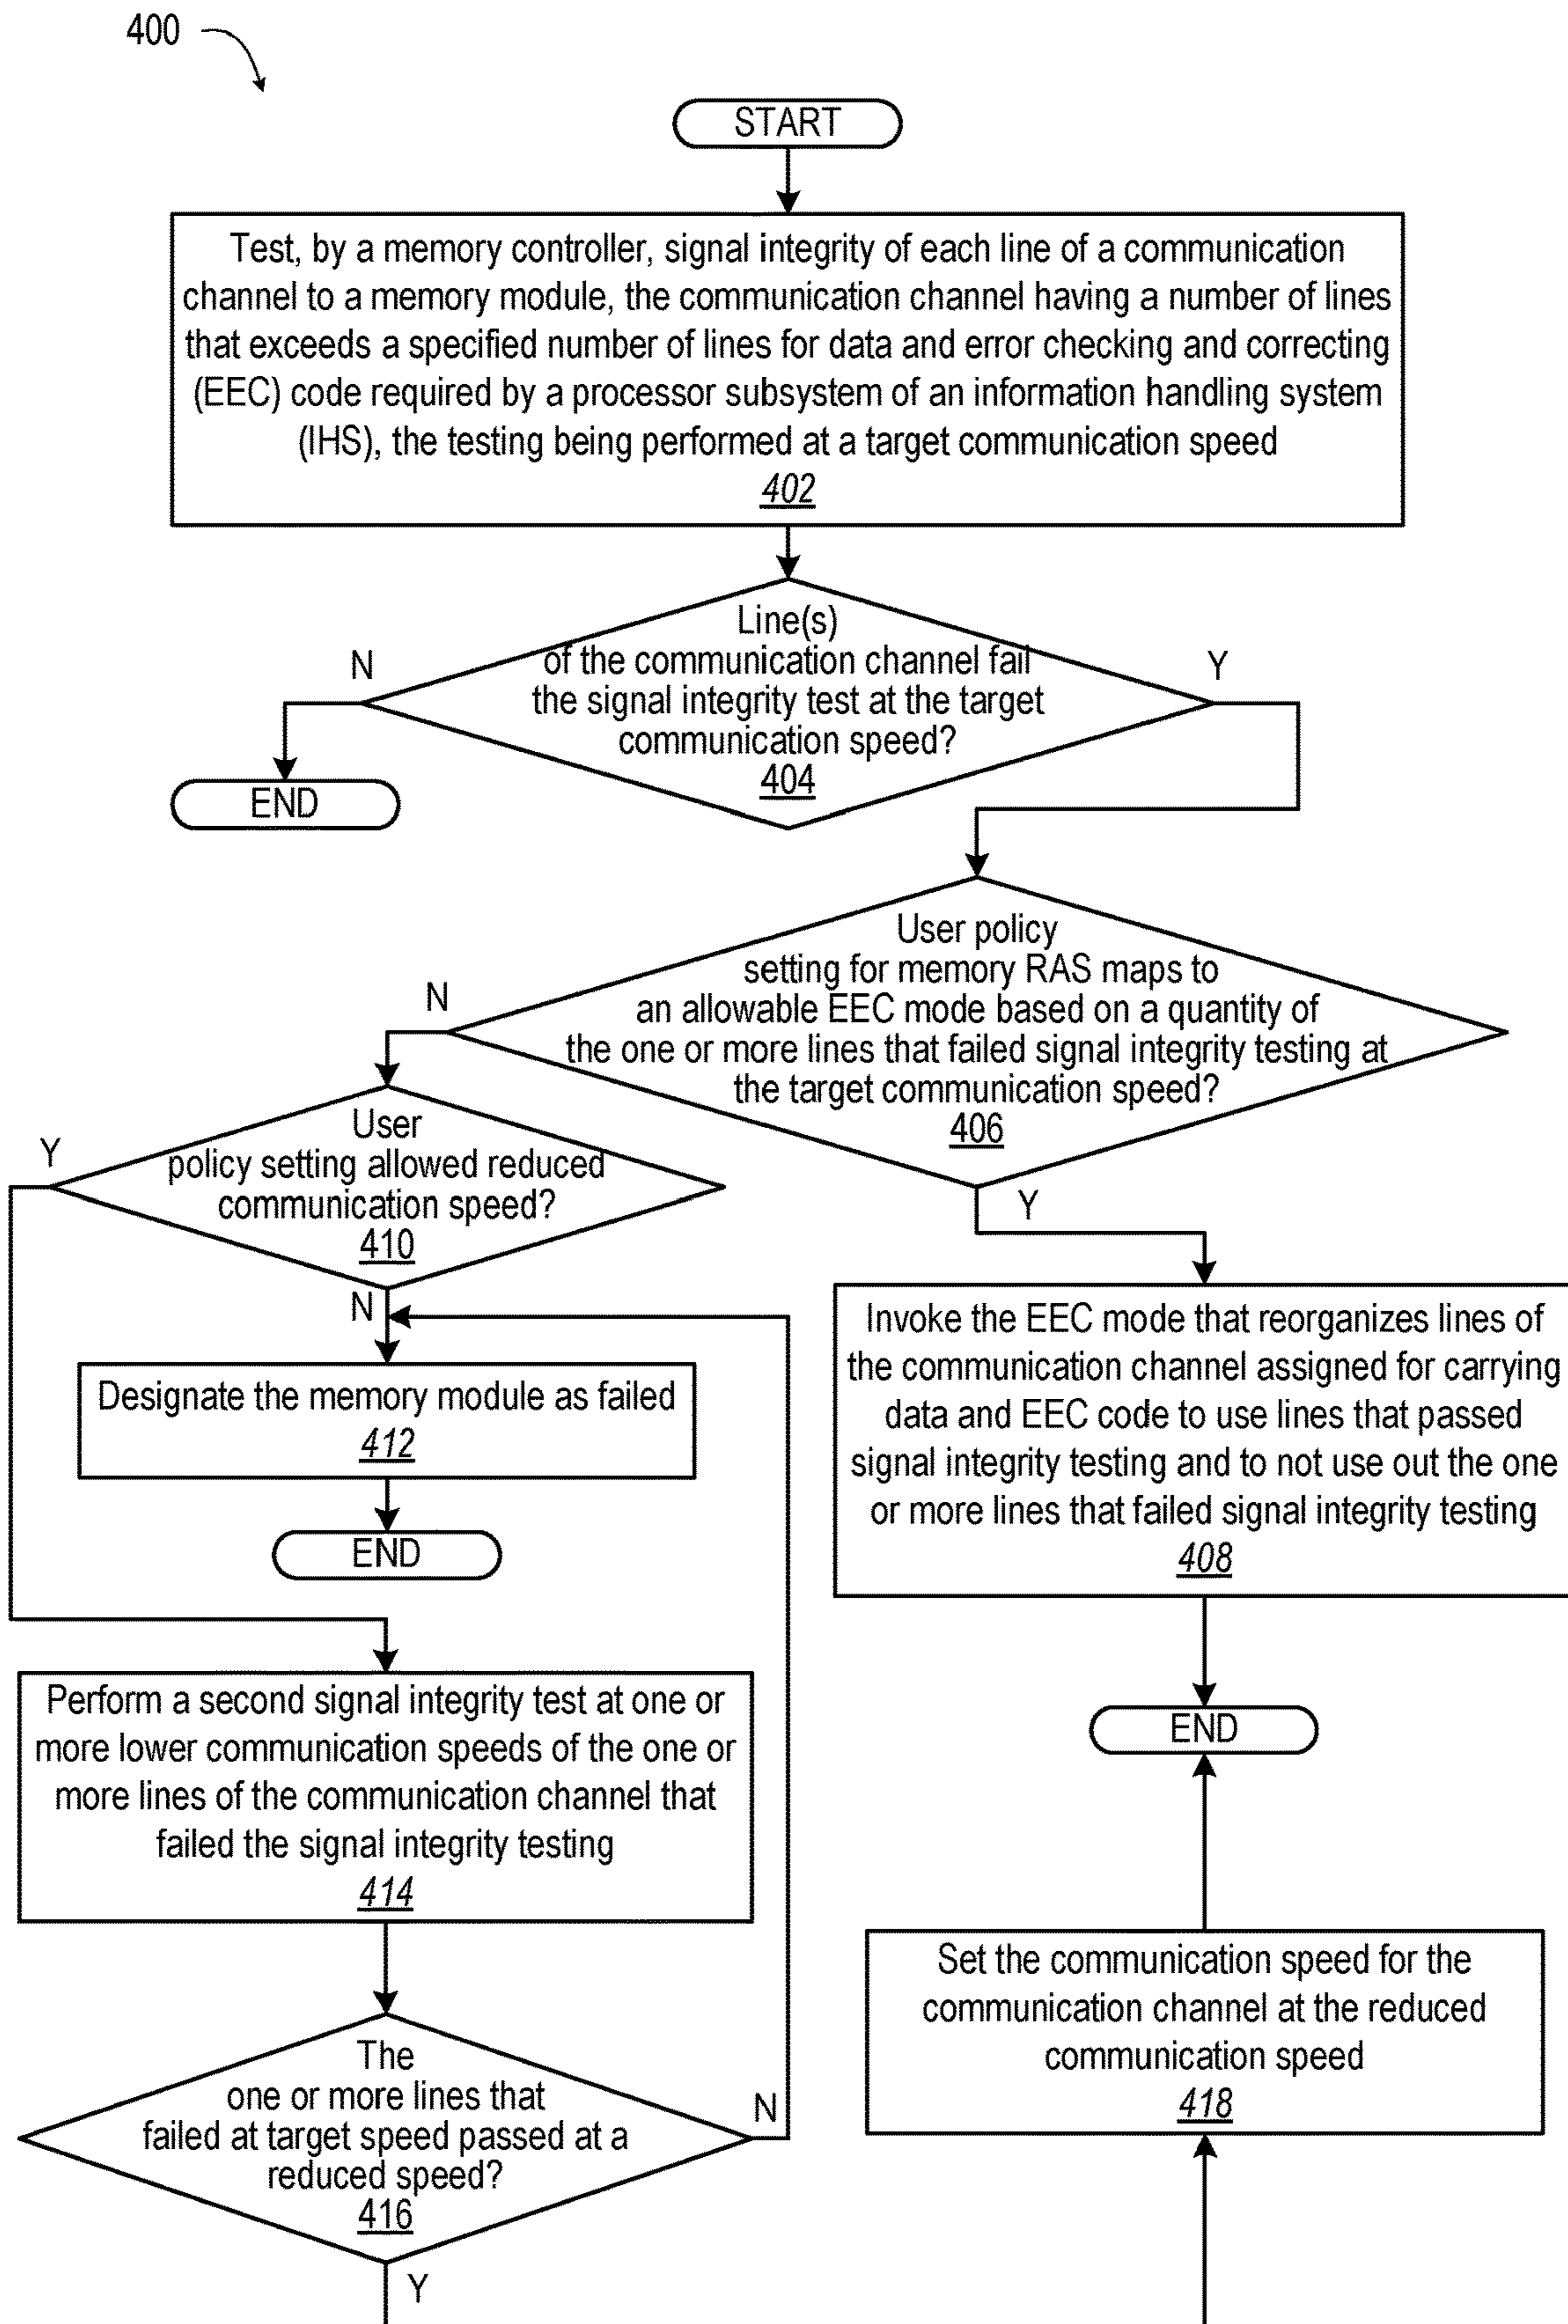 400
START
Test, by a memory controller, signal integrity of each line of a communication
channel to a memory module, the communication channel having a number of lines
that exceeds a specified number of lines for data and error checking and correcting
(EEC) code required by a processor subsystem of an information handling system
(IHS), the testing being performed at a target communication speed
402
Line(s)
of the communication channel fail
the signal integrity test at the target
communication speed?
404
N
Y
END
User policy
setting for memory RAS maps to
an allowable EEC mode based on a quantity of
the one or more lines that failed signal integrity testing at
the target communication speed?
406
N
Y
User
policy setting allowed reduced
communication speed?
410
Y
N
Invoke the EEC mode that reorganizes lines of
the communication channel assigned for carrying
data and EEC code to use lines that passed
signal integrity testing and to not use out the one
or more lines that failed signal integrity testing
408
Designate the memory module as failed
412
END
Perform a second signal integrity test at one or
more lower communication speeds of the one or
more lines of the communication channel that
failed the signal integrity testing
414
END
Set the communication speed for the
communication channel at the reduced
communication speed
418
The
one or more lines that
failed at target speed passed at a
reduced speed?
416
N
Y